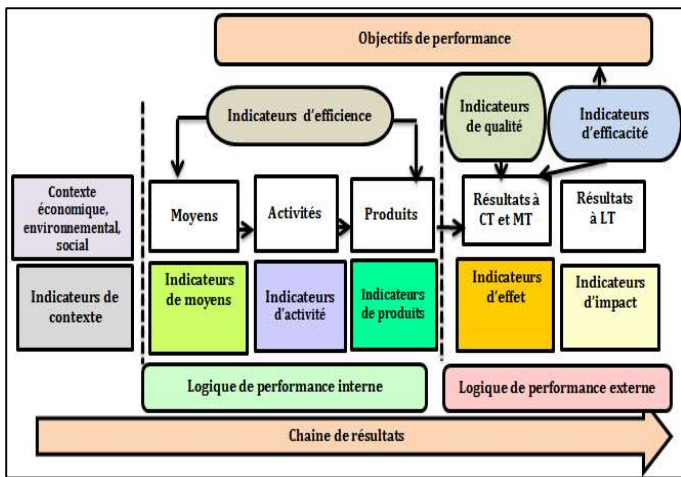 Objectifs de performance
Indicateurs d'efficience
Indicateurs
de qualité
Indicateurs
d'efficacité
Contexte
économique,
environnemental,
social
Moyens
Activités
Produits
Résultats à
CT et MT
Résultats
à LT
Indicateurs de
contexte
Indicateurs
de moyens
Indicateurs
d'activité
Indicateurs
de produits
Indicateurs
d'effet
Indicateurs
d'impact
Logique de performance interne
Logique de performance externe
Chaine de résultats